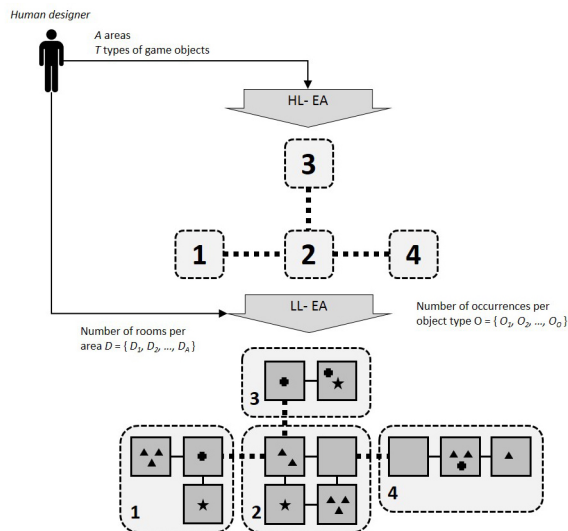 Human designer
A areas
T types of game objects
HL- EA
3
1
2
4
LL – EA
Number of occurrences per
object type O = { O1, O2, ..., OO }
Number of rooms per
area D = { D1, D2, ..., DA }
3
1
2
4